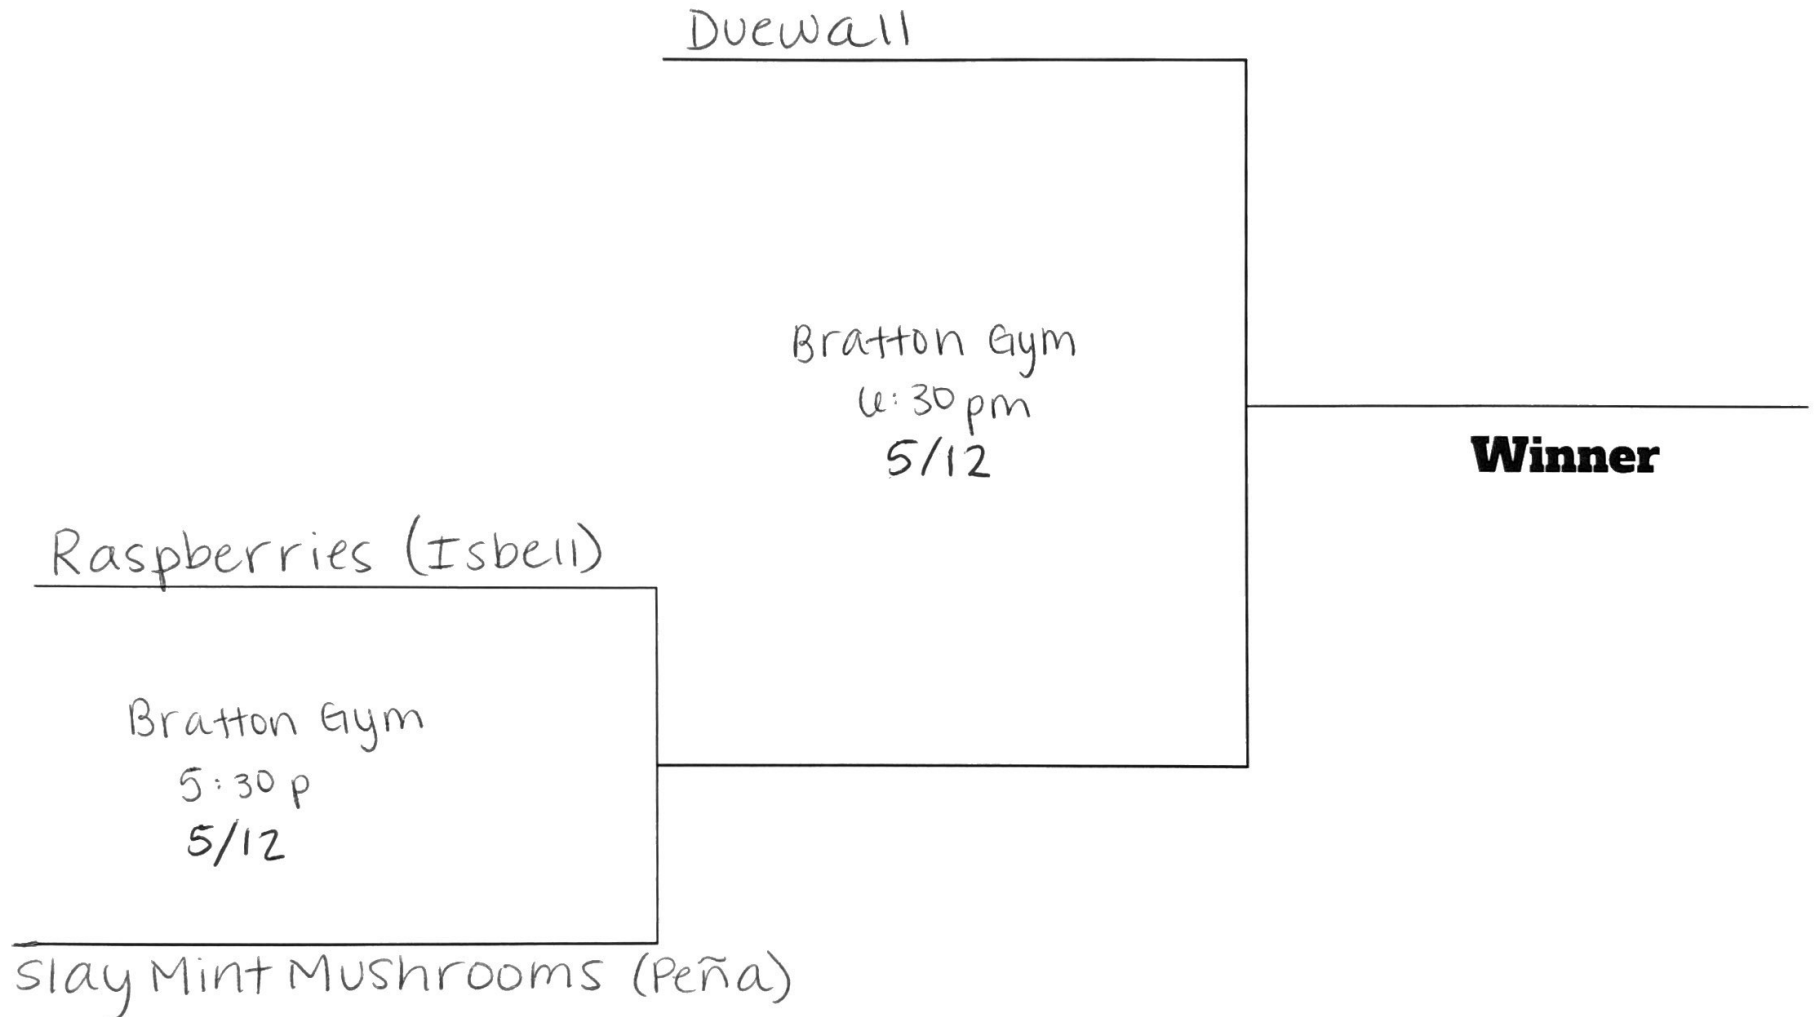 Duewall
Bratton Gym
6:30 pm
5/12
Winner
Raspberries (Isbell)
Bratton Gym
5:30 p
5/12
Slay Mint Mushrooms (Peña)